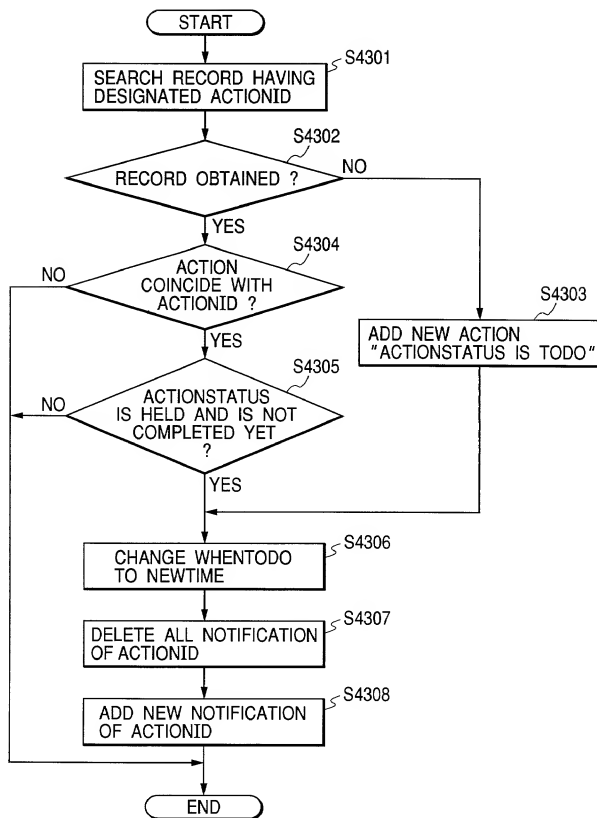 START
S4301
SEARCH RECORD HAVING
DESIGNATED ACTIONID
S4302
RECORD OBTAINED ?
NO
YES
S4304
NO
ACTION
COINCIDE WITH
ACTIONID ?
YES
S4303
ADD NEW ACTION
"ACTIONSTATUS IS TODO"
S4305
NO
ACTIONSTATUS
IS HELD AND IS NOT
COMPLETED YET
?
YES
S4306
CHANGE WHENTODO
TO NEWTIME
S4307
DELETE ALL NOTIFICATION
OF ACTIONID
S4308
ADD NEW NOTIFICATION
OF ACTIONID
END